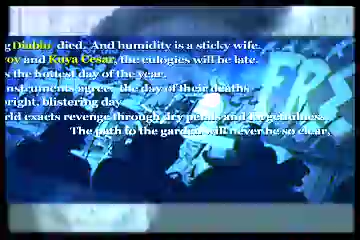 g Diablo died. And humidity is a sticky wife.
oy and Kuya Cesar, the eulogies will be late.
s the hottest day of the year.
instruments agree: the day of their deaths
bright, blistering day
rld exacts revenge through dry petals and forgetfulness.
The path to the garden will never be so clear,